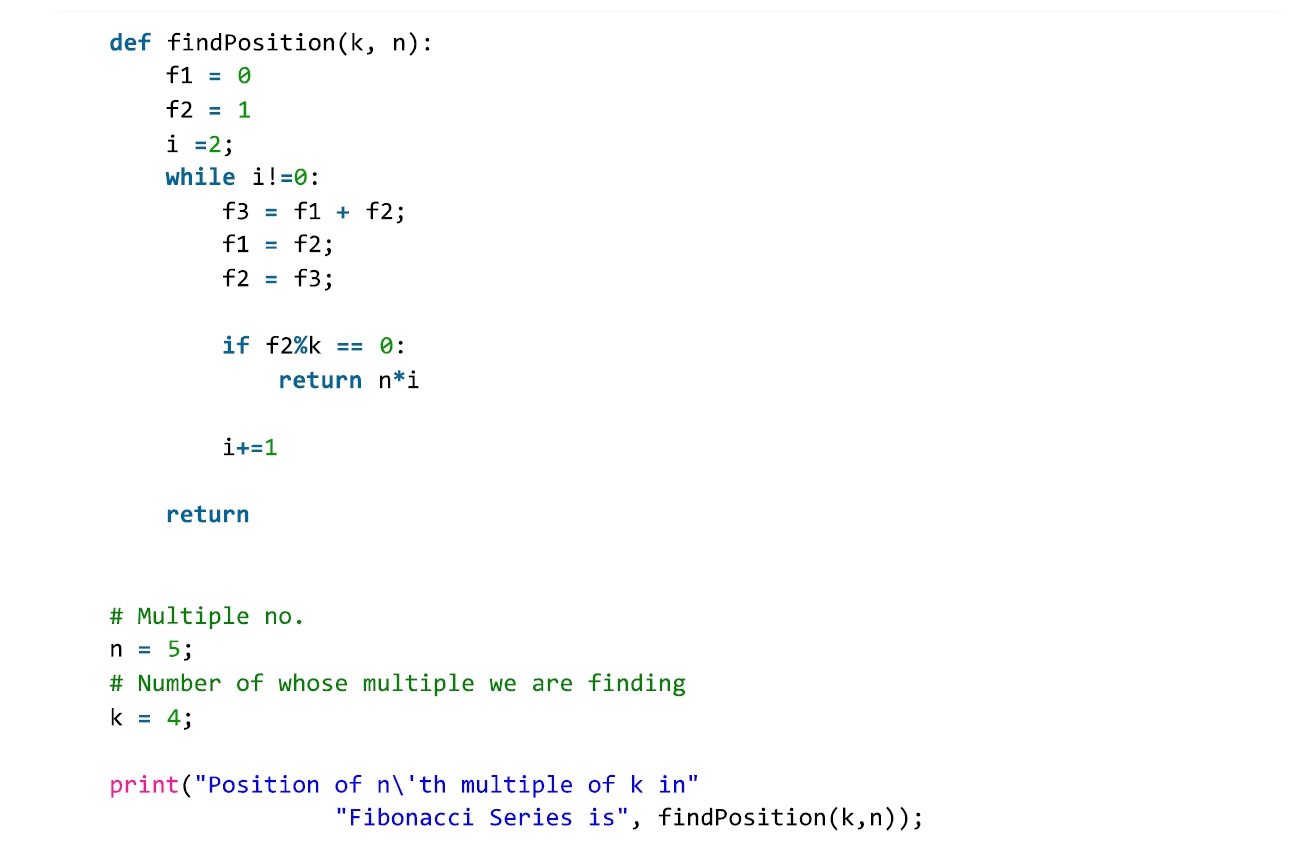 def findPosition(k, n):
    f1 = 0
    f2 = 1
    i =2;
    while i!=0:
        f3 = f1 + f2;
        f1 = f2;
        f2 = f3;
        if f2%k == 0:
            return n*i
        i+=1
    return
# Multiple no.
n = 5;
# Number of whose multiple we are finding
k = 4;
print("Position of n\'th multiple of k in"
                "Fibonacci Series is", findPosition(k,n));